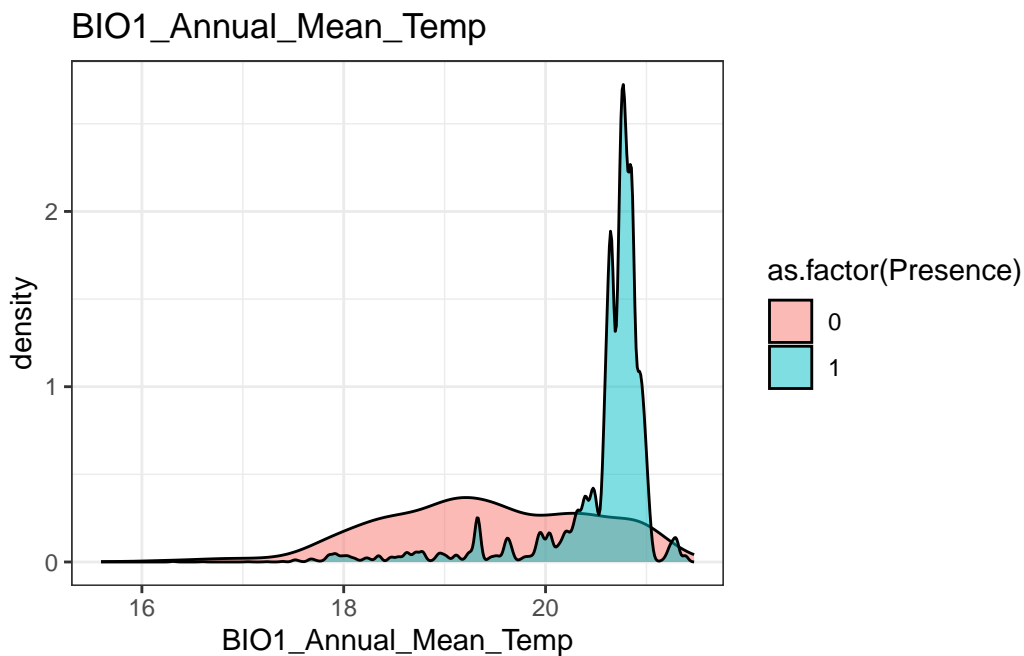 BIO1_Annual_Mean_Temp
density
2
1
0
16
18
20
BIO1_Annual_Mean_Temp
as.factor(Presence)
0
1